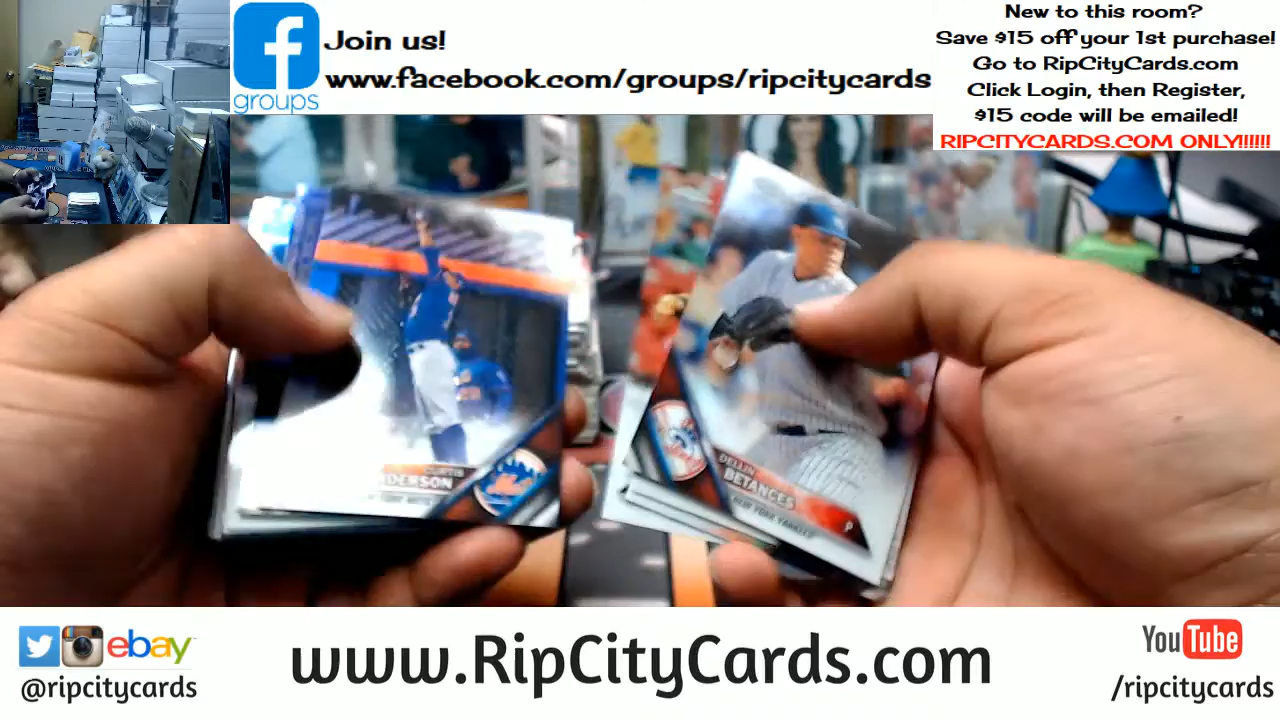 Join us!
www.facebook.com/groups/ripcitycards
groups
New to this room?
Save $15 off your 1st purchase!
Go to RipCityCards.com
Click Login, then Register,
$15 code will be emailed!
RIPCITYCARDS.COM ONLY!!!!!!
CURTIS
DERSON
Mets
DELLIN
BETANCES
NEW YORK YANKEES
P
ebay
@ripcitycards
www.RipCityCards.com
YouTube
/ripcitycards